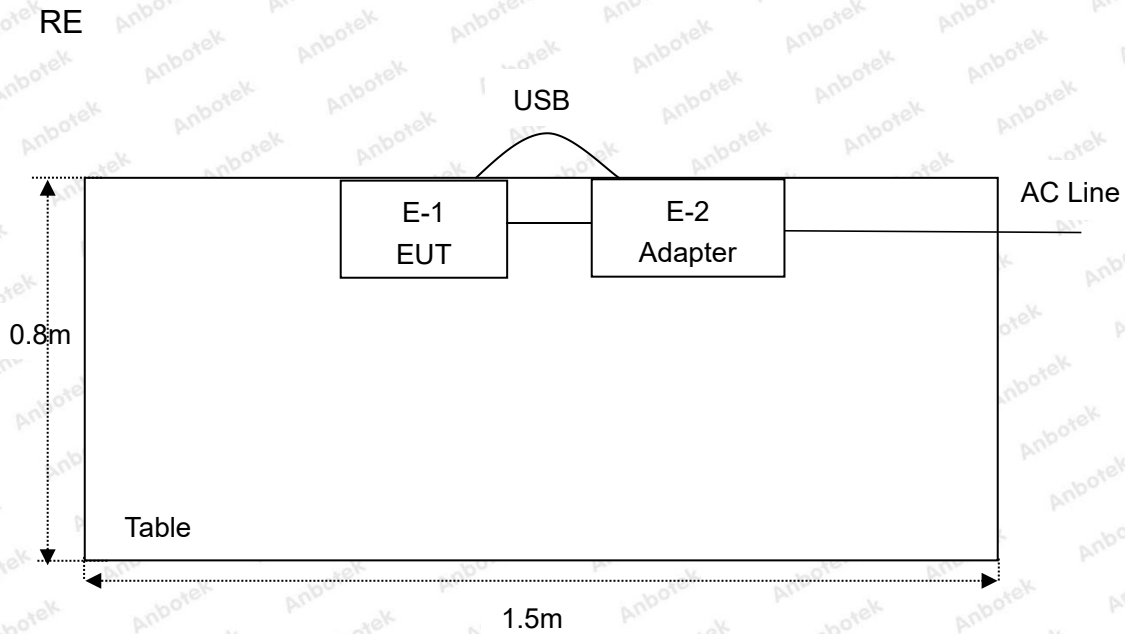 RE
USB
E-1
EUT
E-2
Adapter
AC Line
0.8m
Table
1.5m